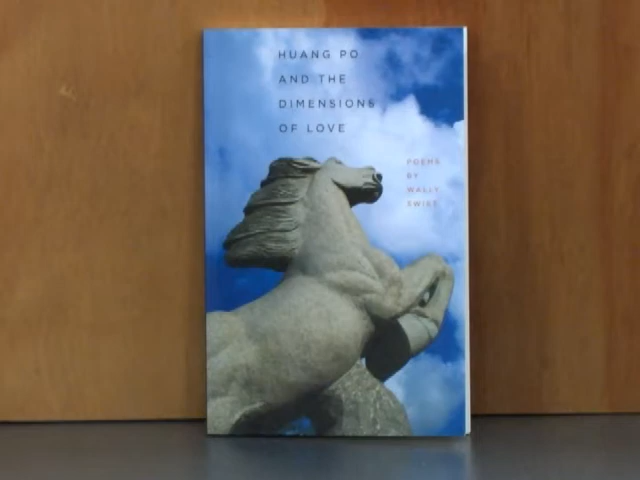 HUANG PO
AND THE
DIMENSIONS
OF LOVE
POEMS
BY
WALLY
SWIST